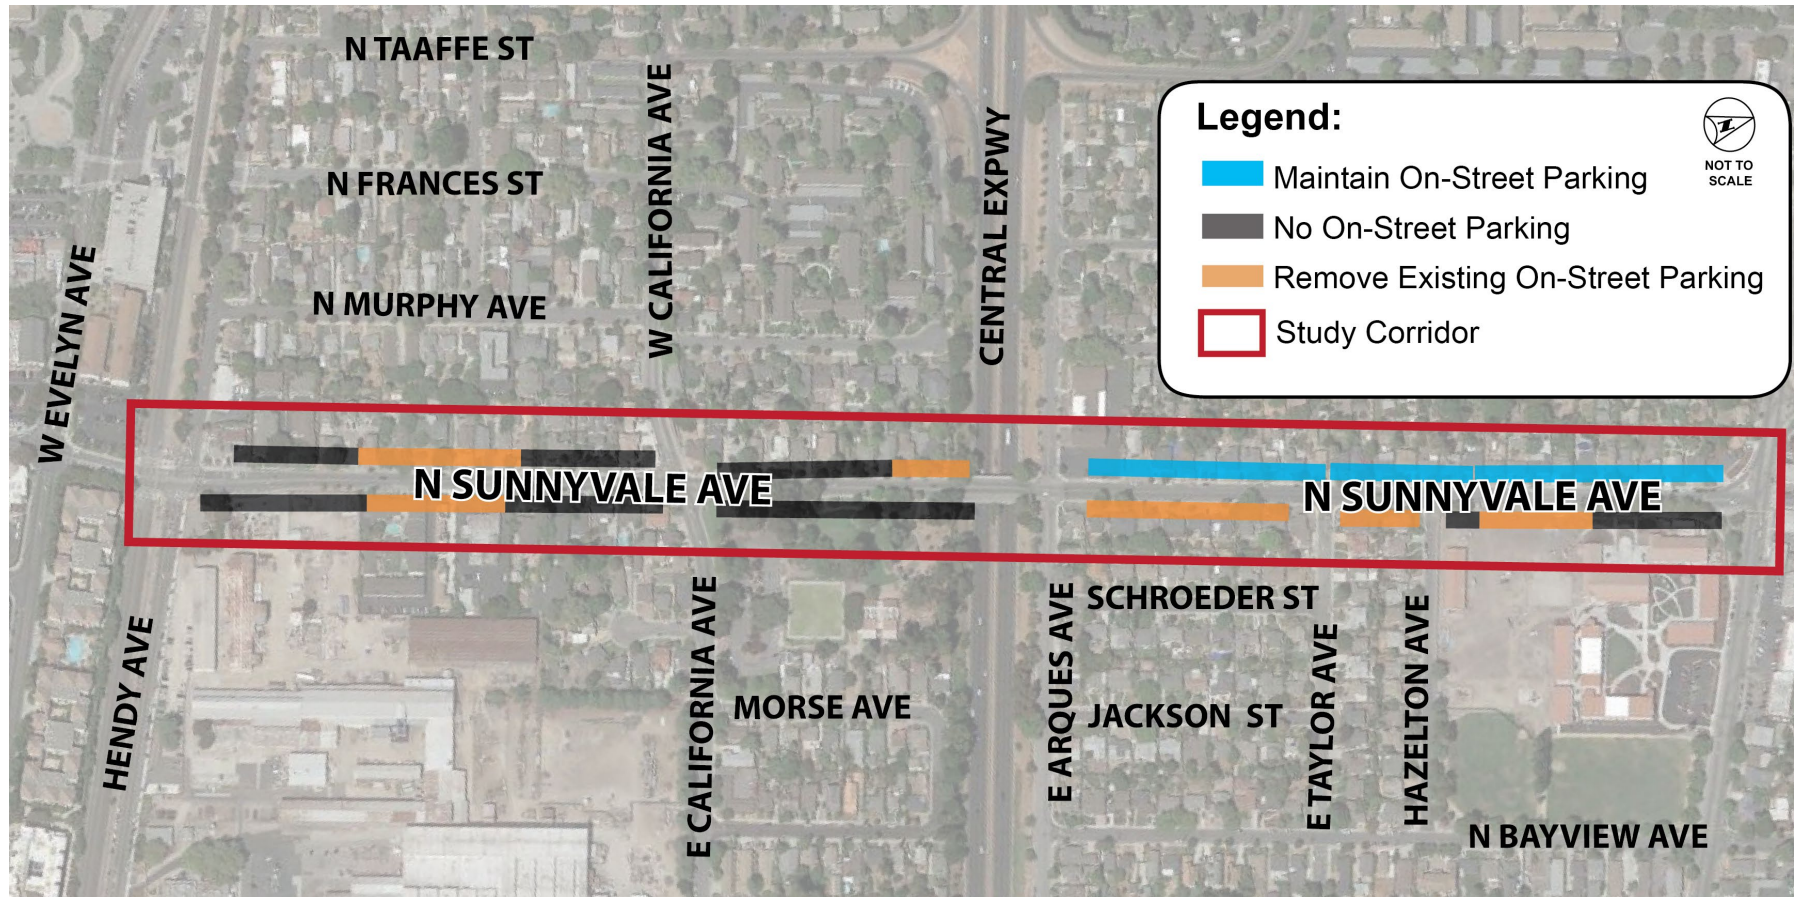 N TAAFFE ST
N FRANCES ST
N MURPHY AVE
W EVELYN AVE
W CALIFORNIA AVE
CENTRAL EXPWY
Legend:
Maintain On-Street Parking
No On-Street Parking
Remove Existing On-Street Parking
Study Corridor
Z
NOT TO
SCALE
N SUNNYVALE AVE
N SUNNYVALE AVE
HENDY AVE
E CALIFORNIA AVE
MORSE AVE
E ARQUES AVE
SCHROEDER ST
JACKSON ST
E TAYLOR AVE
HAZELTON AVE
N BAYVIEW AVE